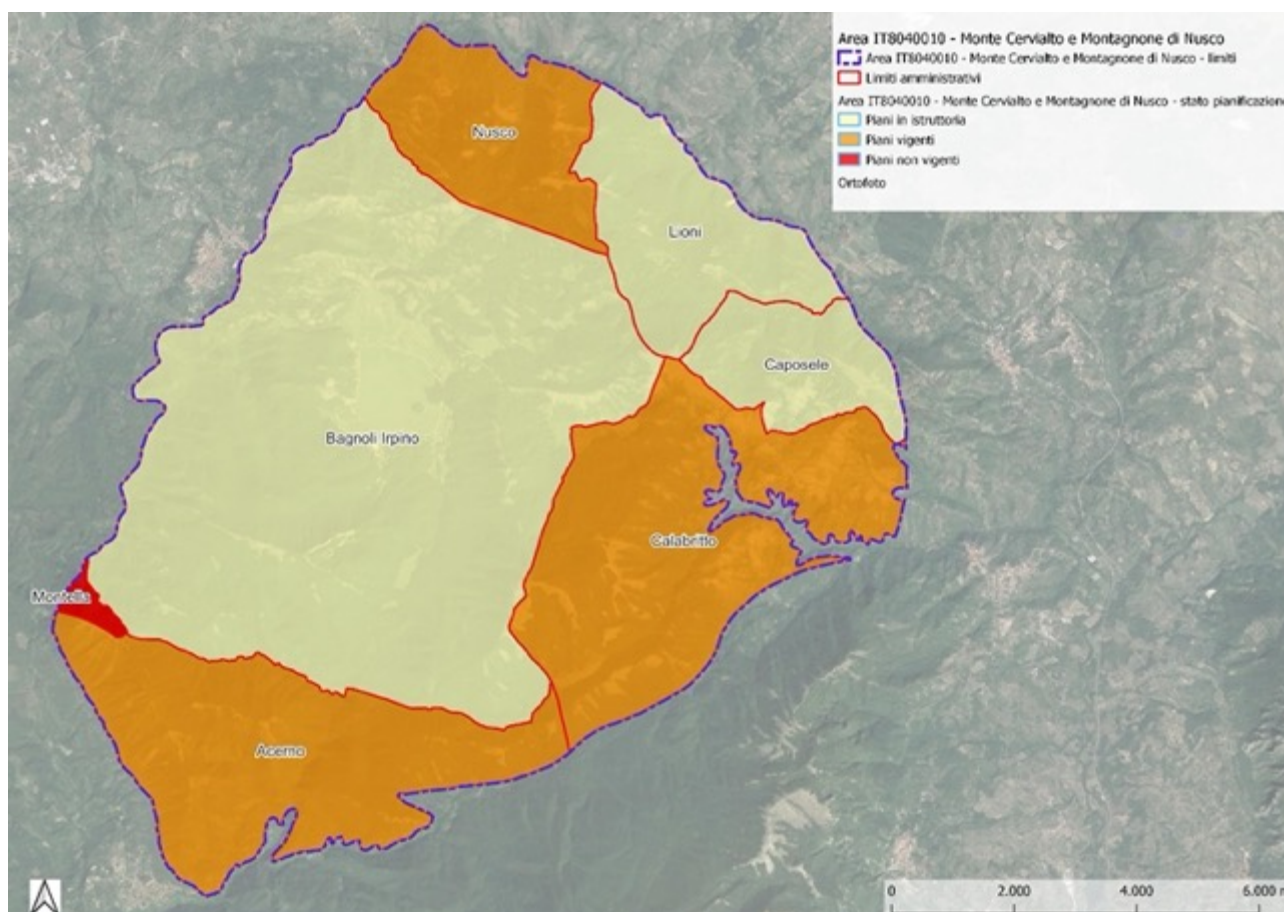 Area IT8040010 - Monte Cervialto e Montagnone di Nusco
Area IT8040010 - Monte Cervialto e Montagnone di Nusco - limiti
Limiti amministrativi
Area IT8040010 - Monte Cervialto e Montagnone di Nusco - stato pianificazion
Piani in istruttoria
Piani vigenti
Piani non vigenti
Ortofoto
Nusco
Lioni
Caposele
Bagnoli Irpino
Calabritto
Montella
Acerno
0 2.000 4.000 6.000 m